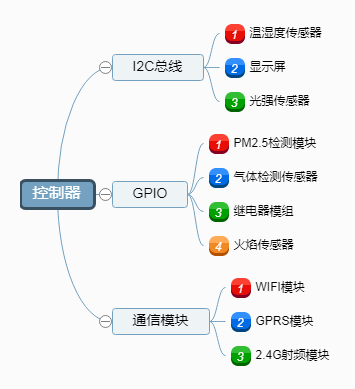 控制器
I2C总线
1 温湿度传感器
2 显示屏
3 光强传感器
GPIO
1 PM2.5检测模块
2 气体检测传感器
3 继电器模组
4 火焰传感器
通信模块
1 WIFI模块
2 GPRS模块
3 2.4G射频模块